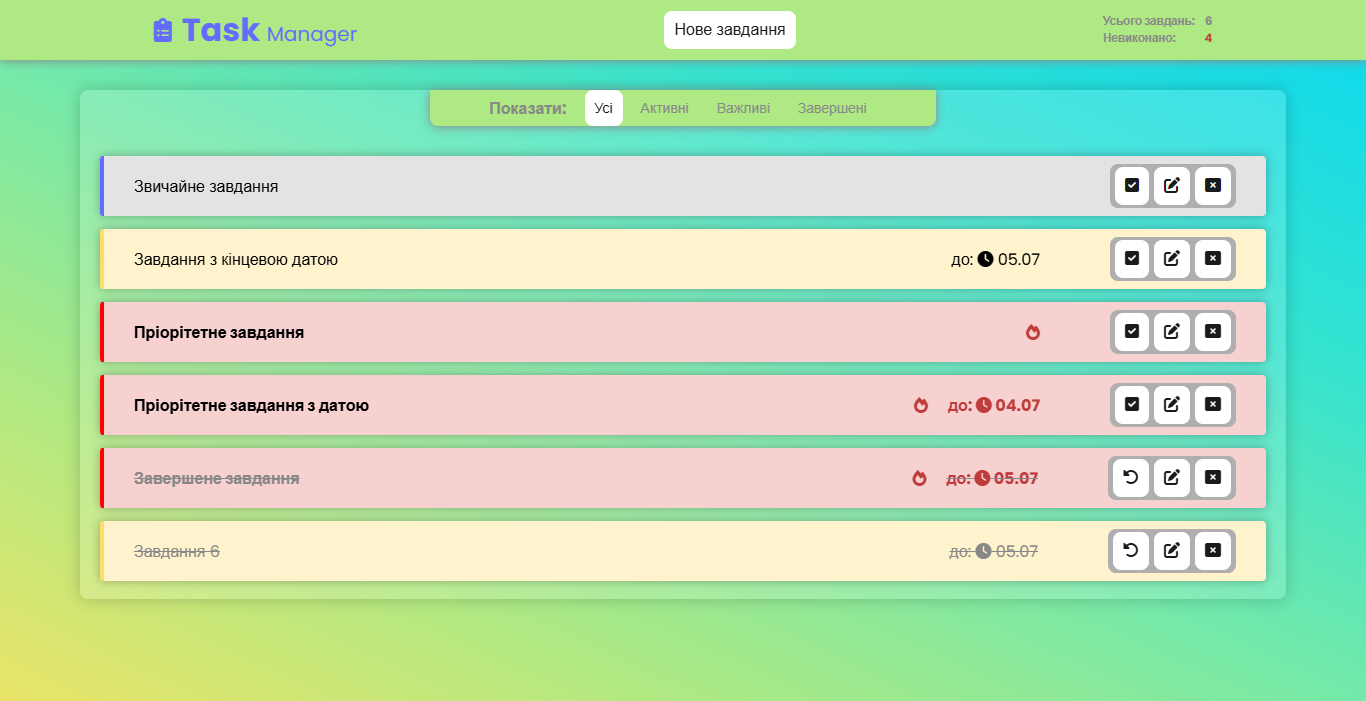 Task Manager
Нове завдання
Усього завдань: 6
Невиконано: 4
Показати: Усі Активні Важливі Завершені
Звичайне завдання
Завдання з кінцевою датою до: 05.07
Пріорітетне завдання
Пріорітетне завдання з датою до: 04.07
Завершене завдання до: 05.07
Завдання 6 до: 05.07